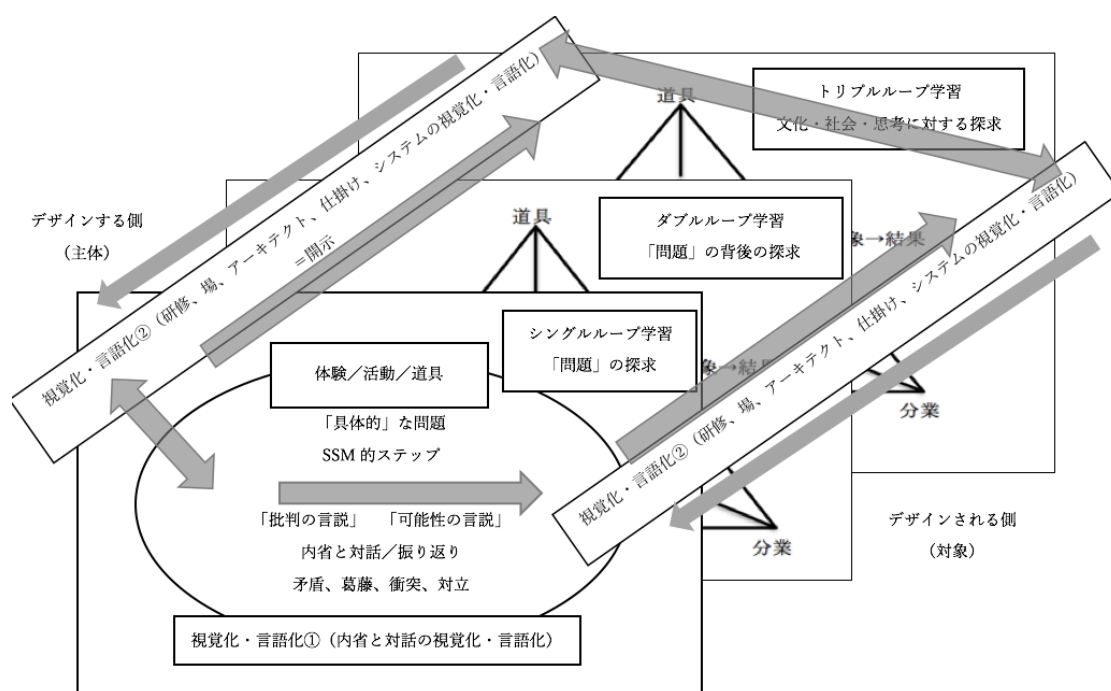 トリプルループ学習
文化・社会・思考に対する探求
道具
ダブルループ学習
「問題」の背後の探求
道具
象→結果
デザインする側
(主体)
視覚化・言語化②(研修、場、アーキテクト、仕掛け、システムの視覚化・言語化)
=開示
シングルループ学習
「問題」の探求
象→結果
分業
体験/活動/道具
「具体的」な問題
SSM 的ステップ
「批判の言説」 「可能性の言説」
内省と対話/振り返り
矛盾、葛藤、衝突、対立
視覚化・言語化①(内省と対話の視覚化・言語化)
視覚化・言語化②(研修、場、アーキテクト、仕掛け、システムの視覚化・言語化)
分業
デザインされる側
(対象)